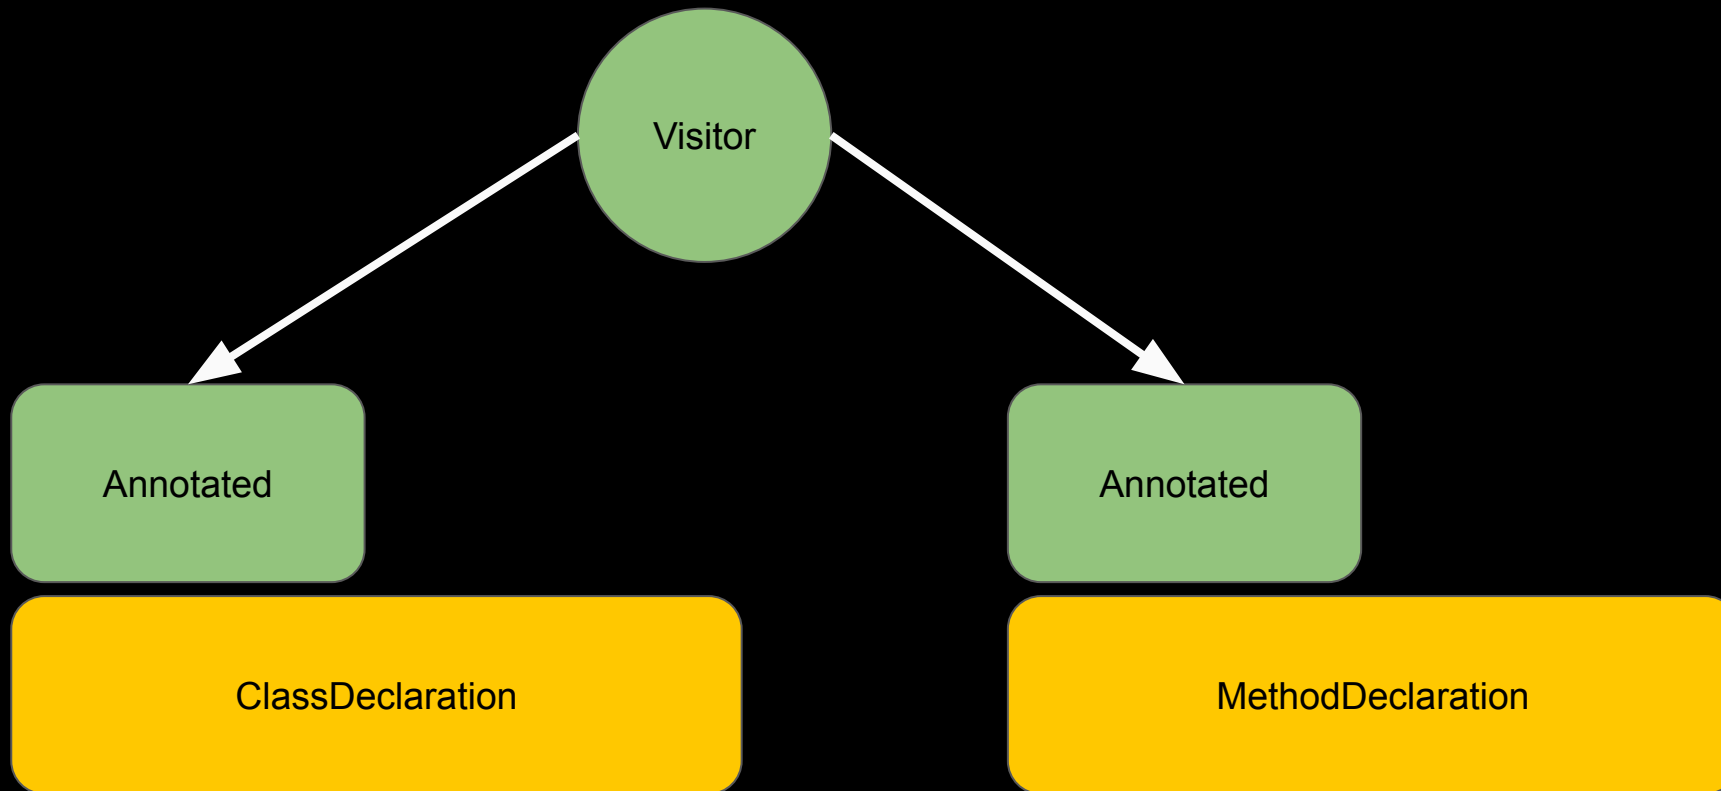 Visitor
Annotated
Annotated
ClassDeclaration
MethodDeclaration